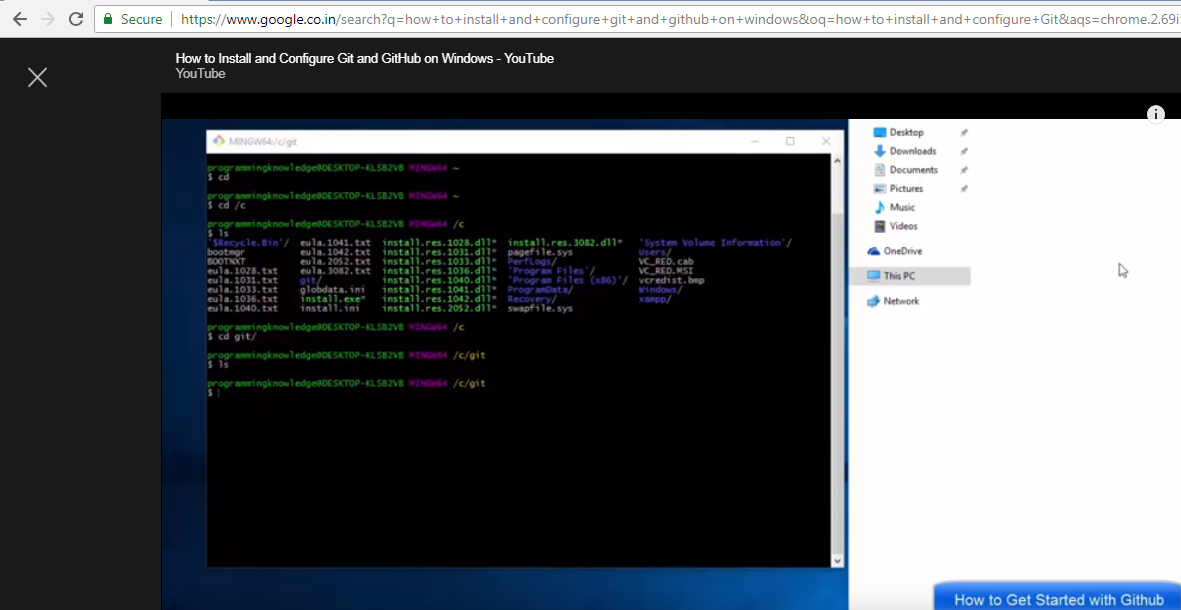 Secure https://www.google.co.in/search?q=how+to+install+and+configure+git+and+github+on+windows&oq=how+to+install+and+configure+Git&aqs=chrome.2.69i5
How to Install and Configure Git and GitHub on Windows - YouTube
YouTube
MINGW64:/c/git
programmingknowledge@DESKTOP-KLSB2VB MINGW64 ~
$ cd
programmingknowledge@DESKTOP-KLSB2VB MINGW64 ~
$ cd /c
programmingknowledge@DESKTOP-KLSB2VB MINGW64 /c
$ ls
'$Recycle.Bin'/ eula.1041.txt install.res.1028.dll* install.res.3082.dll* 'System Volume Information'/
bootmgr eula.1042.txt install.res.1031.dll* pagefile.sys Users/
BOOTNXT eula.2052.txt install.res.1033.dll* PerfLogs/ VC_RED.cab
eula.1028.txt eula.3082.txt install.res.1036.dll* 'Program Files'/ VC_RED.MSI
eula.1031.txt git/ install.res.1040.dll* 'Program Files (x86)'/ vcredist.bmp
eula.1033.txt globdata.ini install.res.1041.dll* ProgramData/ Windows/
eula.1036.txt install.exe* install.res.1042.dll* Recovery/ xampp/
eula.1040.txt install.ini install.res.2052.dll* swapfile.sys
programmingknowledge@DESKTOP-KLSB2VB MINGW64 /c
$ cd git/
programmingknowledge@DESKTOP-KLSB2VB MINGW64 /c/git
$ ls
programmingknowledge@DESKTOP-KLSB2VB MINGW64 /c/git
$
Desktop
Downloads
Documents
Pictures
Music
Videos
OneDrive
This PC
Network
How to Get Started with Github